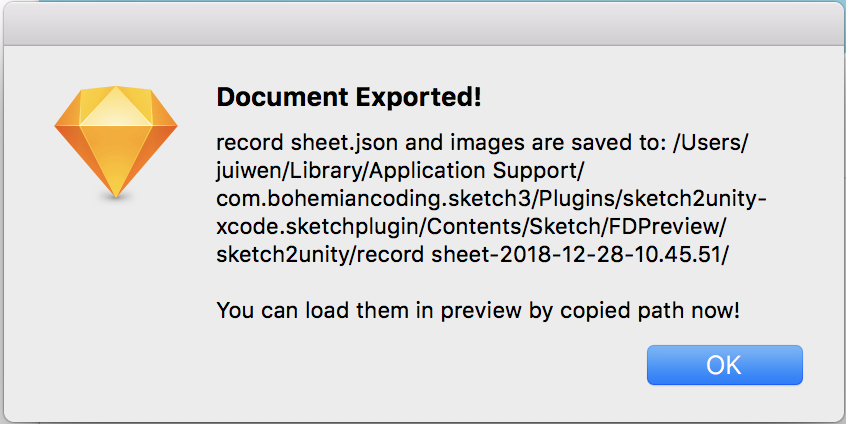 Document Exported!
record sheet.json and images are saved to: /Users/
juiwen/Library/Application Support/
com.bohemiancoding.sketch3/Plugins/sketch2unity-
xcode.sketchplugin/Contents/Sketch/FDPreview/
sketch2unity/record sheet-2018-12-28-10.45.51/
You can load them in preview by copied path now!
OK